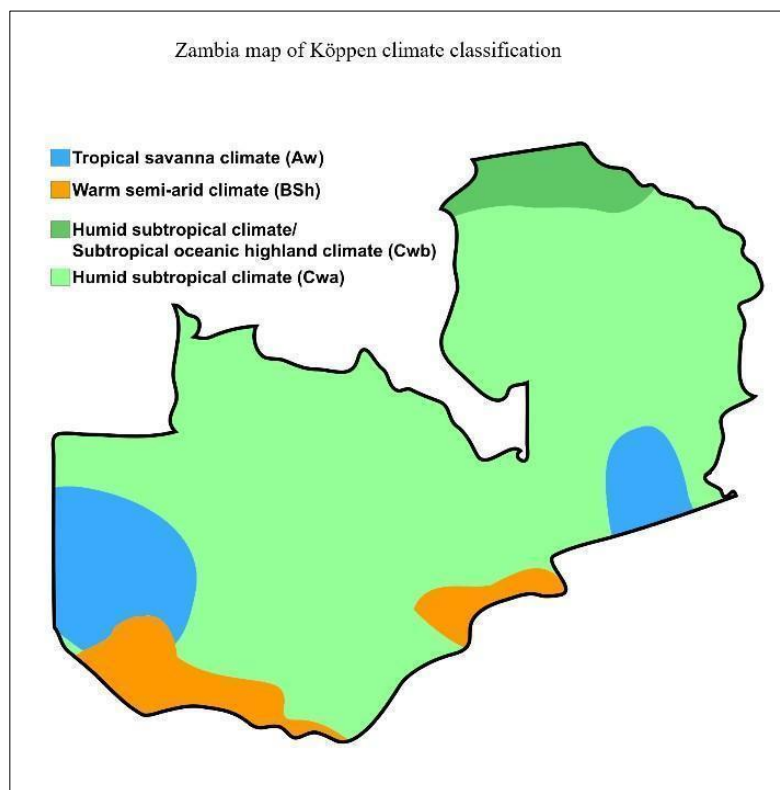 Zambia map of Köppen climate classification
Tropical savanna climate (Aw)
Warm semi-arid climate (BSh)
Humid subtropical climate/
Subtropical oceanic highland climate (Cwb)
Humid subtropical climate (Cwa)